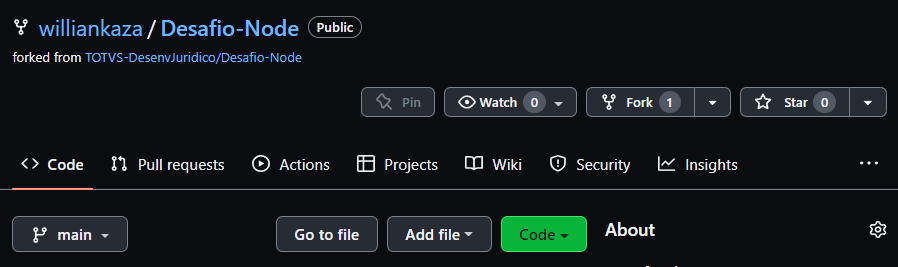 williankaza / Desafio-Node Public
forked from TOTVS-DesenvJuridico/Desafio-Node
Pin Watch 0 Fork 1 Star 0
Code Pull requests Actions Projects Wiki Security Insights
main Go to file Add file Code About